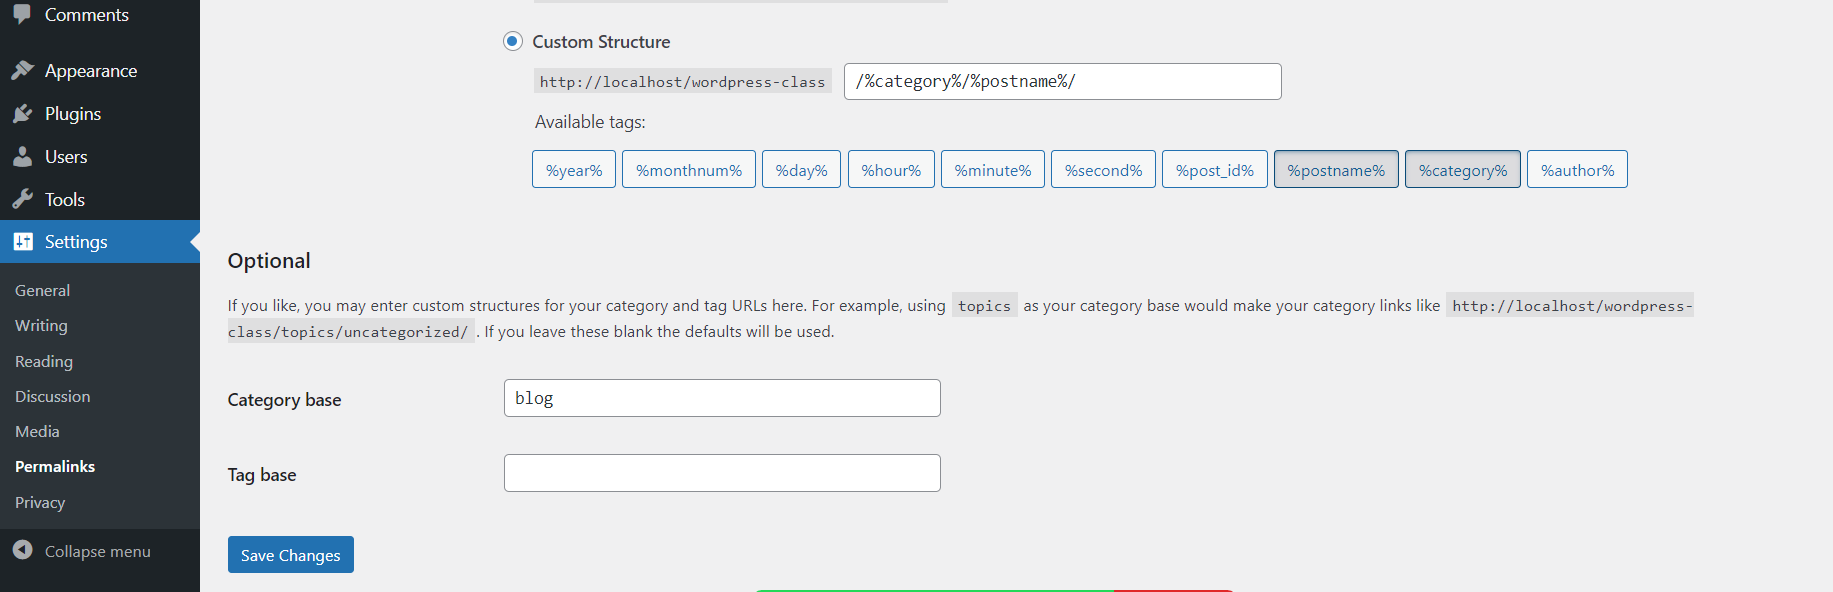 Comments
Appearance
Plugins
Users
Tools
Settings
General
Writing
Reading
Discussion
Media
Permalinks
Privacy
Collapse menu
Custom Structure
http://localhost/wordpress-class /%category%/%postname%/
Available tags:
%year% %monthnum% %day% %hour% %minute% %second% %post_id% %postname% %category% %author%
Optional
If you like, you may enter custom structures for your category and tag URLs here. For example, using topics as your category base would make your category links like http://localhost/wordpress-
class/topics/uncategorized/ . If you leave these blank the defaults will be used.
Category base blog
Tag base
Save Changes